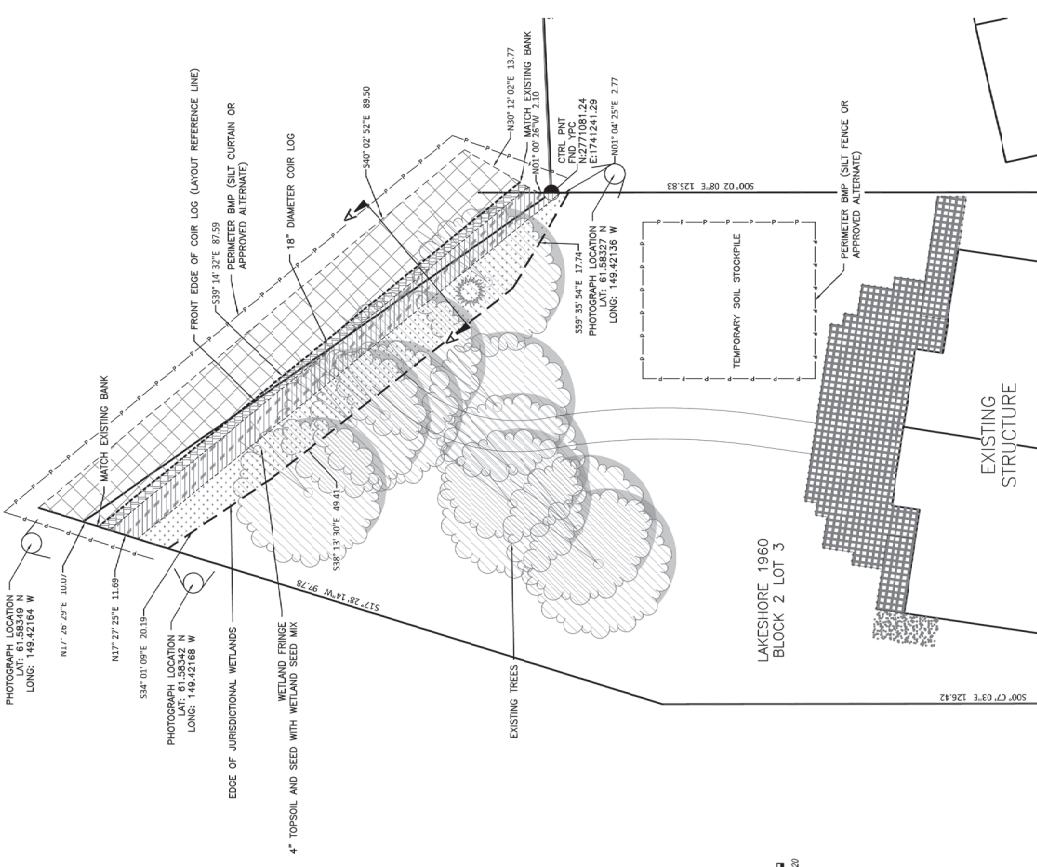 PHOTOGRAPH LOCATION
LAT: 61.58349 N
LONG: 149.42164 W
N17° 27' 25"E 11.69
S34° 01' 09"E 20.19
PHOTOGRAPH LOCATION
LAT: 61.58342 N
LONG: 149.42168 W
MATCH EXISTING BANK
FRONT EDGE OF COIR LOG (LAYOUT REFERENCE LINE)
S39° 14' 32"E 87.59
PERIMETER BMP (SILT CURTAIN OR
APPROVED ALTERNATE)
18" DIAMETER COIR LOG
S40° 02' 52"E 89.50
N30° 12' 02"E 13.77
MATCH EXISTING BANK
N01° 00' 26"W 2.10
CTRL PNT
FND YPC
N:2771081.24
E:1741241.29
N01° 04' 25"E 2.77
A
A
S59° 35' 54"E 17.74
PHOTOGRAPH LOCATION
LAT: 61.58327 N
LONG: 149.42136 W
S38° 13' 30"E 49.41
S17° 28' 14"W 97.78
EDGE OF JURISDICTIONAL WETLANDS
WETLAND FRINGE
4" TOPSOIL AND SEED WITH WETLAND SEED MIX
EXISTING TREES
TEMPORARY SOIL STOCKPILE
PERIMETER BMP (SILT FENCE OR
APPROVED ALTERNATE)
EXISTING
STRUCTURE
LAKESHORE 1960
BLOCK 2 LOT 3
20